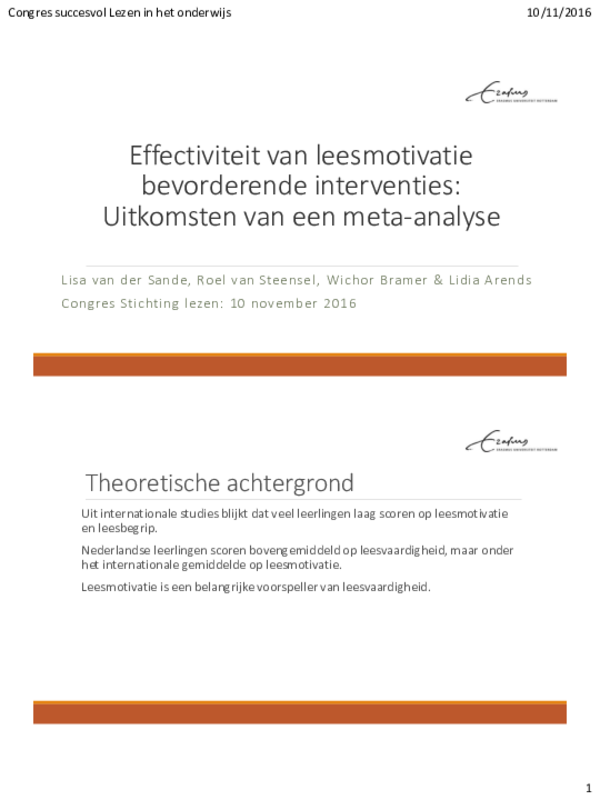 Congres succesvol Lezen in het onderwijs
10/11/2016
Erasmus
ERASMUS UNIVERSITEIT ROTTERDAM
Effectiviteit van leesmotivatie
bevorderende interventies:
Uitkomsten van een meta-analyse
Lisa van der Sande, Roel van Steensel, Wichor Bramer & Lidia Arends
Congres Stichting lezen: 10 november 2016
Erasmus
ERASMUS UNIVERSITEIT ROTTERDAM
Theoretische achtergrond
Uit internationale studies blijkt dat veel leerlingen laag scoren op leesmotivatie
en leesbegrip.
Nederlandse leerlingen scoren bovengemiddeld op leesvaardigheid, maar onder
het internationale gemiddelde op leesmotivatie.
Leesmotivatie is een belangrijke voorspeller van leesvaardigheid.
1